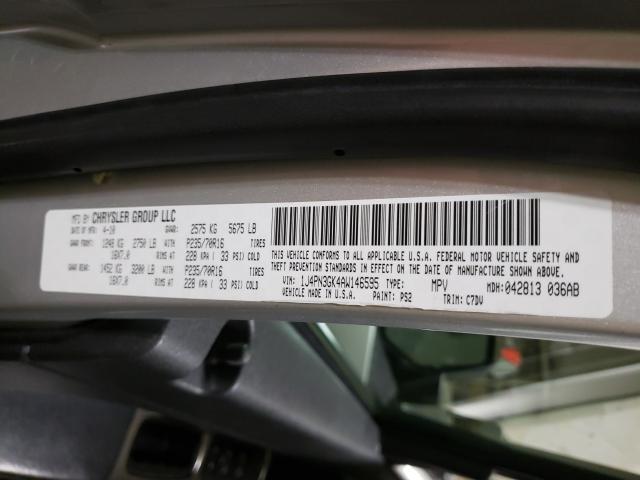 MFG BY CHRYSLER GROUP LLC
DATE OF MFR: 4-10 GVWR: 2575 KG 5675 LB
GAWR FRONT: 1248 KG 2750 LB WITH P235/70R16 TIRES
16X7.0 RIMS AT 228 KPA ( 33 PSI) COLD
GAWR REAR: 1452 KG 3200 LB WITH P235/70R16 TIRES
16X7.0 RIMS AT 228 KPA ( 33 PSI) COLD
THIS VEHICLE CONFORMS TO ALL APPLICABLE U.S.A. FEDERAL MOTOR VEHICLE SAFETY AND
THEFT PREVENTION STANDARDS IN EFFECT ON THE DATE OF MANUFACTURE SHOWN ABOVE.
VIN: 1J4PN3GK4AW146595 TYPE: MPV MDH: 042813 036AB
VEHICLE MADE IN U.S.A. PAINT: PS2 TRIM: C7DV